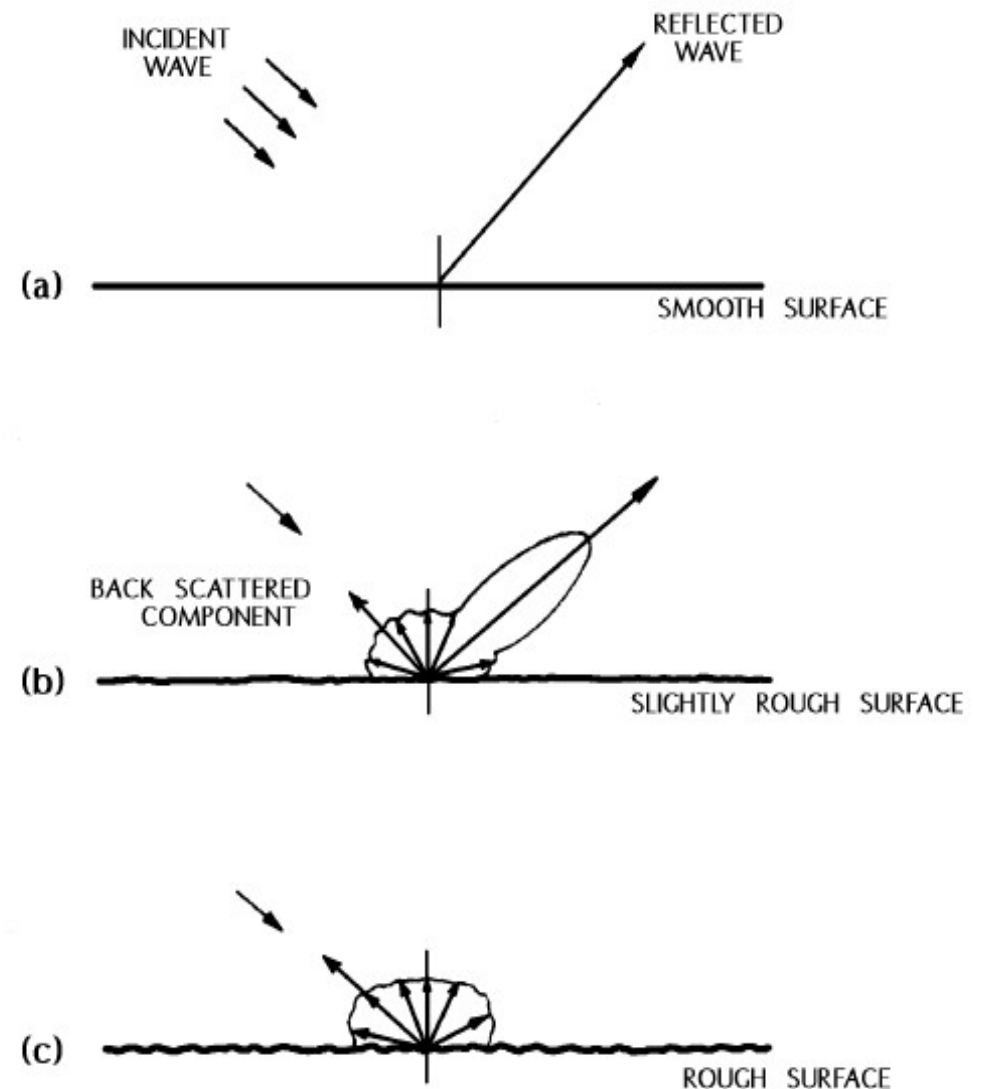 INCIDENT
WAVE
REFLECTED
WAVE
(a)
SMOOTH SURFACE
BACK SCATTERED
COMPONENT
(b)
SLIGHTLY ROUGH SURFACE
(c)
ROUGH SURFACE